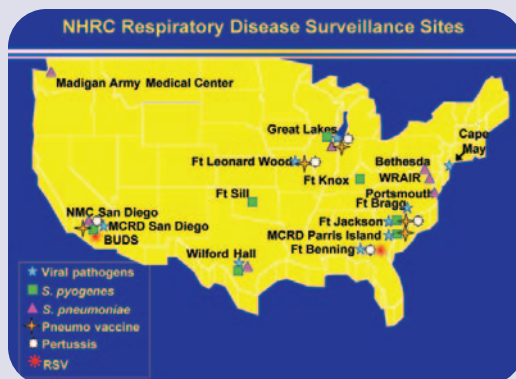 NHRC Respiratory Disease Surveillance Sites
Madigan Army Medical Center
Great Lakes
Cape
May
Ft Leonard Wood
Bethesda
WRAIR
Ft Knox
Portsmouth
Ft Sill
Ft Bragg
NMC San Diego
MCRD San Diego
BUDS
Ft Jackson
MCRD Parris Island
Ft Benning
Wilford Hall
Viral pathogens
S. pyogenes
S. pneumoniae
Pneumo vaccine
Pertussis
RSV